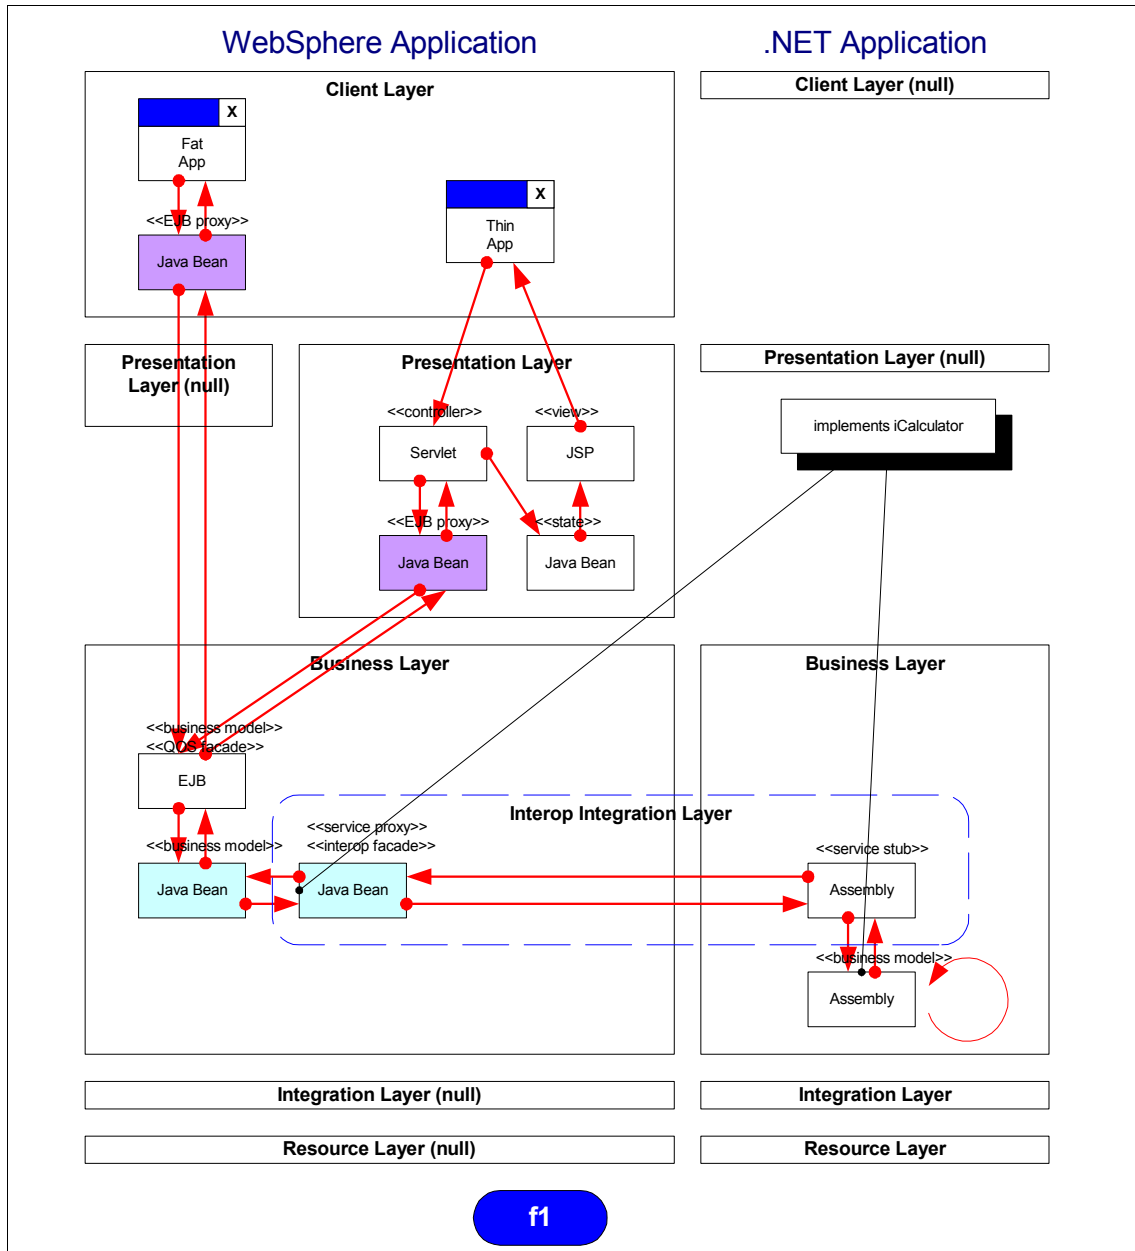 WebSphere Application
.NET Application
Client Layer
Client Layer (null)
X
Fat
App
X
<<EJB proxy>>
Thin
App
Java Bean
Presentation
Layer (null)
Presentation Layer
Presentation Layer (null)
<<controller>>
<<view>>
implements iCalculator
Servlet
JSP
<<EJB proxy>>
<<state>>
Java Bean
Java Bean
Business Layer
Business Layer
<<business model>>
<<QOS facade>>
EJB
Interop Integration Layer
<<service proxy>>
<<business model>>
<<interop facade>>
<<service stub>>
Java Bean
Java Bean
Assembly
<<business model>>
Assembly
Integration Layer (null)
Integration Layer
Resource Layer (null)
Resource Layer
f1